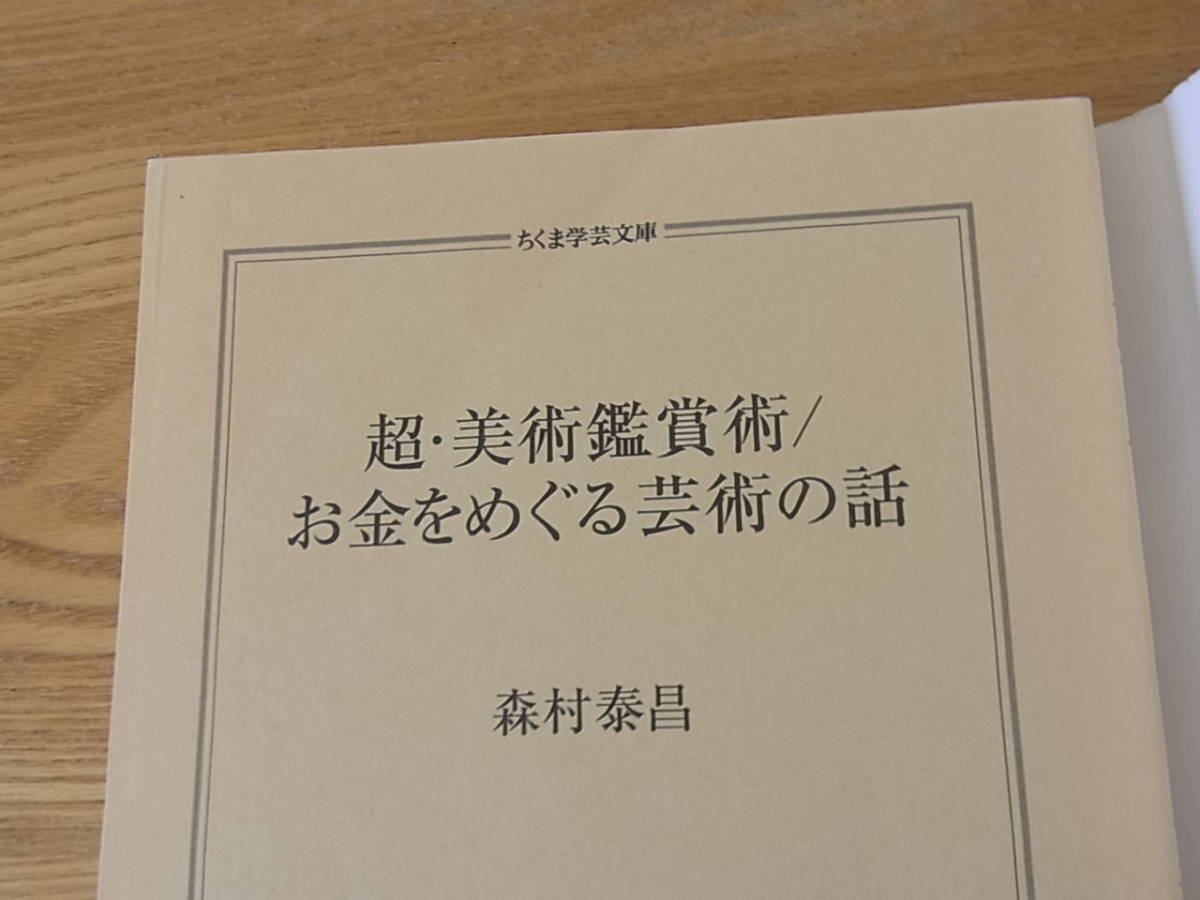 ちくま学芸文庫
超・美術鑑賞術/
お金をめぐる芸術の話
森村泰昌